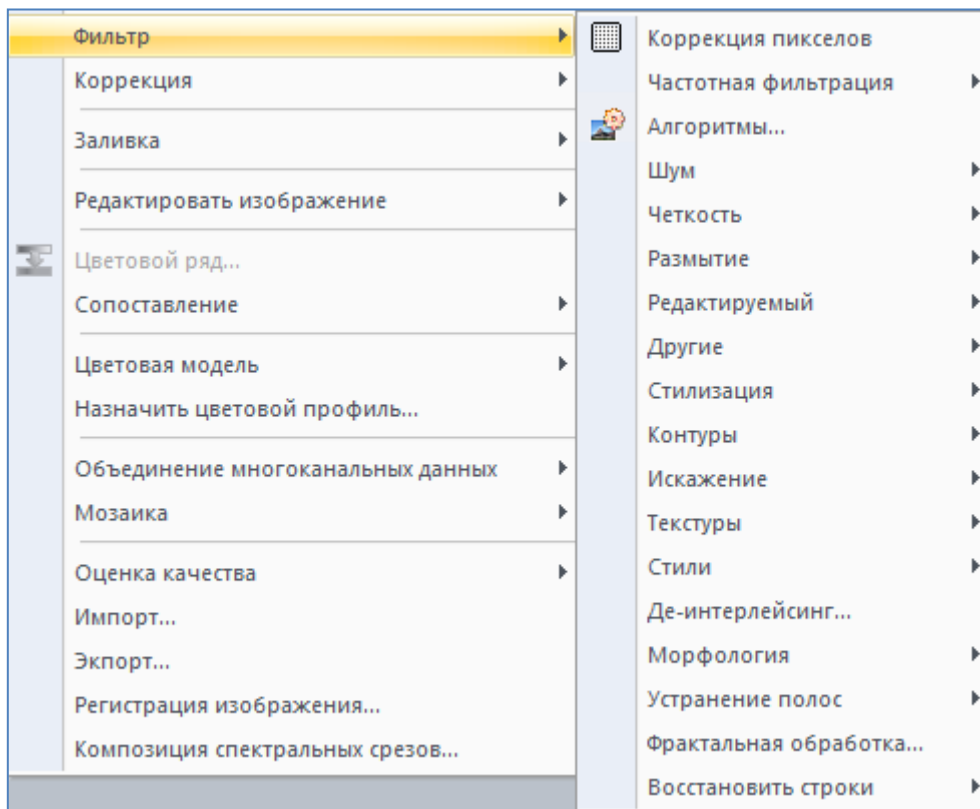 Фильтр
Коррекция
Заливка
Редактировать изображение
Цветовой ряд...
Сопоставление
Цветовая модель
Назначить цветовой профиль...
Объединение многоканальных данных
Мозаика
Оценка качества
Импорт...
Экпорт...
Регистрация изображения...
Композиция спектральных срезов...
Коррекция пикселов
Частотная фильтрация
Алгоритмы...
Шум
Четкость
Размытие
Редактируемый
Другие
Стилизация
Контуры
Искажение
Текстуры
Стили
Де-интерлейсинг...
Морфология
Устранение полос
Фрактальная обработка...
Восстановить строки